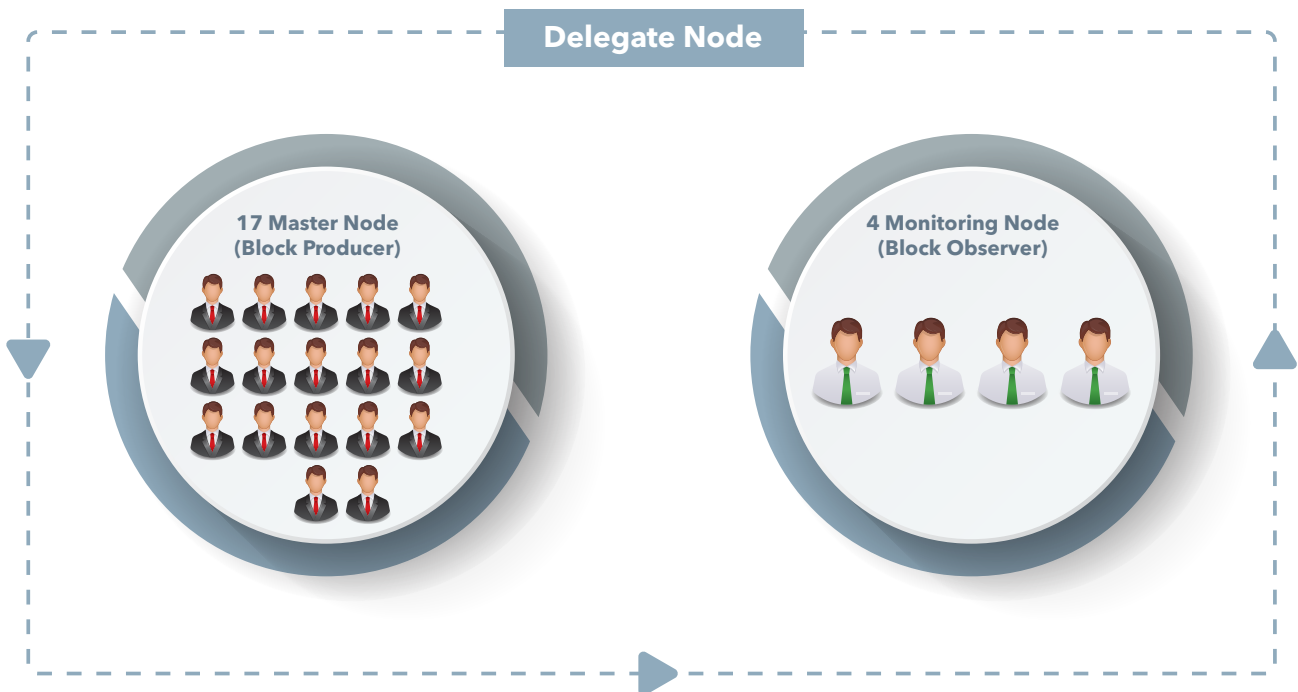 Delegate Node
17 Master Node
(Block Producer)
4 Monitoring Node
(Block Observer)